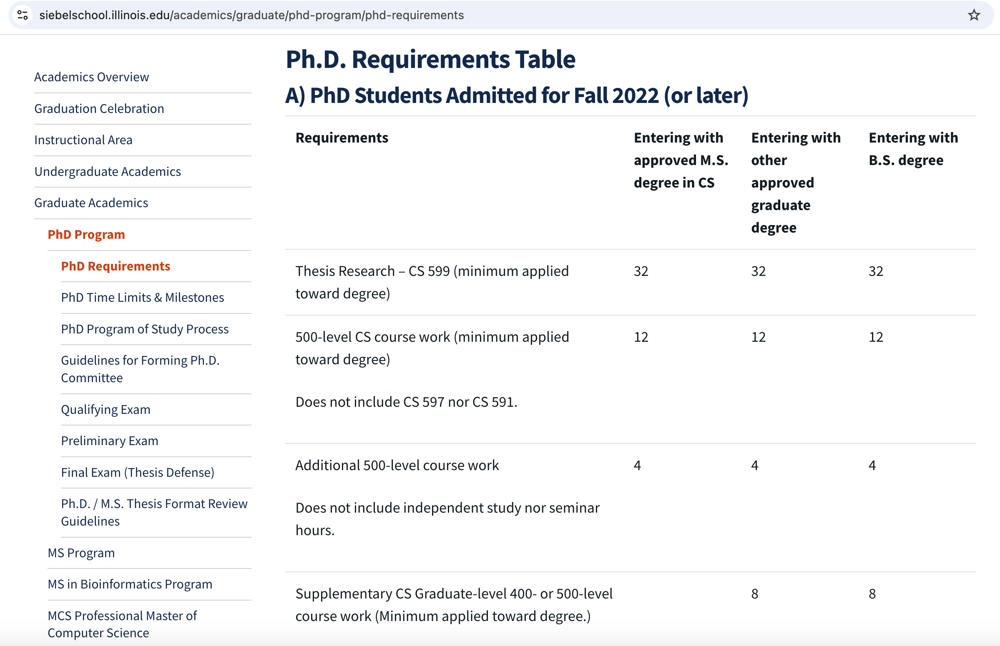 siebelschool.illinois.edu/academics/graduate/phd-program/phd-requirements
Academics Overview
Graduation Celebration
Instructional Area
Undergraduate Academics
Graduate Academics
PhD Program
PhD Requirements
PhD Time Limits & Milestones
PhD Program of Study Process
Guidelines for Forming Ph.D.
Committee
Qualifying Exam
Preliminary Exam
Final Exam (Thesis Defense)
Ph.D. / M.S. Thesis Format Review
Guidelines
MS Program
MS in Bioinformatics Program
MCS Professional Master of
Computer Science
Ph.D. Requirements Table
A) PhD Students Admitted for Fall 2022 (or later)
Requirements
Entering with
approved M.S.
degree in CS
Entering with
other
approved
graduate
degree
Entering with
B.S. degree
Thesis Research – CS 599 (minimum applied
toward degree)
32
32
32
500-level CS course work (minimum applied
toward degree)
Does not include CS 597 nor CS 591.
12
12
12
Additional 500-level course work
Does not include independent study nor seminar
hours.
4
4
4
Supplementary CS Graduate-level 400- or 500-level
course work (Minimum applied toward degree.)
8
8